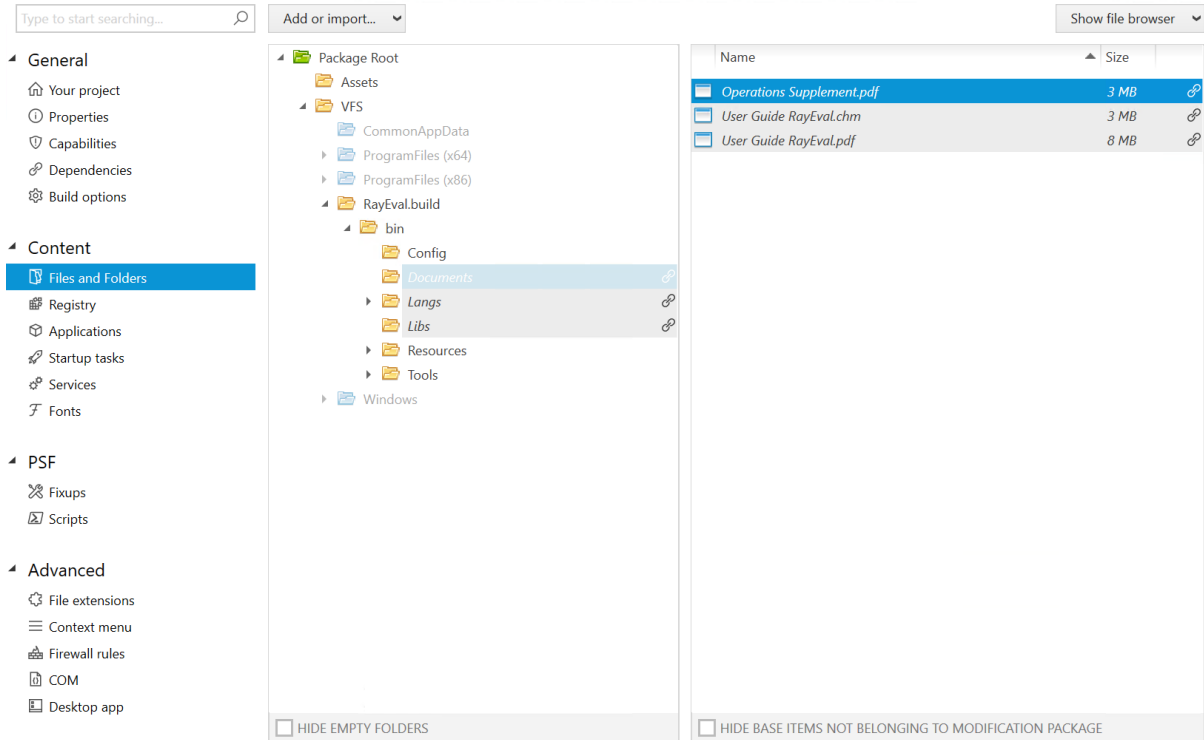 Type to start searching...
Add or import...
Show file browser
General
Your project
Properties
Capabilities
Dependencies
Build options
Content
Files and Folders
Registry
Applications
Startup tasks
Services
Fonts
PSF
Fixups
Scripts
Advanced
File extensions
Context menu
Firewall rules
COM
Desktop app
Package Root
Assets
VFS
CommonAppData
ProgramFiles (x64)
ProgramFiles (x86)
RayEval.build
bin
Config
Documents
Langs
Libs
Resources
Tools
Windows
HIDE EMPTY FOLDERS
Name Size
Operations Supplement.pdf 3 MB
User Guide RayEval.chm 3 MB
User Guide RayEval.pdf 8 MB
HIDE BASE ITEMS NOT BELONGING TO MODIFICATION PACKAGE